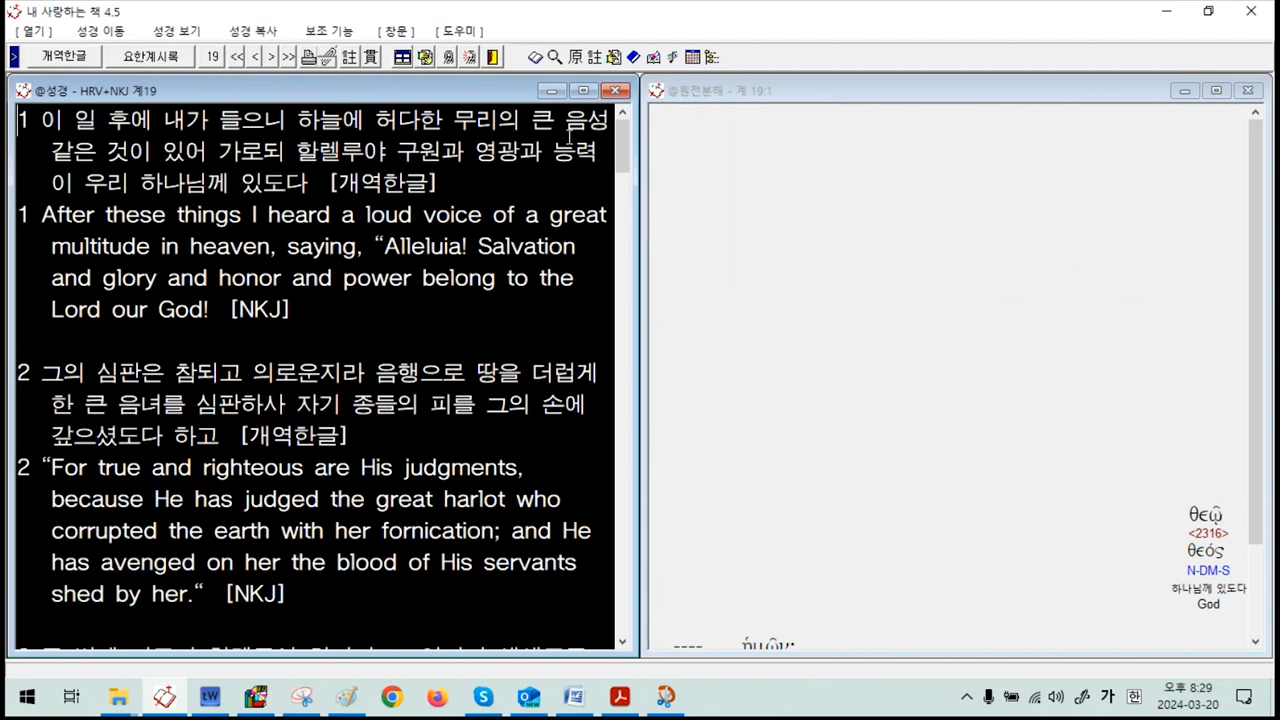 내 사랑하는 책 4.5
[ 열기 ] 성경 이동 성경 보기 성경 복사 보조 기능 [ 창문 ] [ 도우미 ]
> 개역한글 요한계시록 19 << < > >> 註 貫 原 註
@성경 - HRV+NKJ 계19
1 이 일 후에 내가 들으니 하늘에 허다한 무리의 큰 음성
같은 것이 있어 가로되 할렐루야 구원과 영광과 능력
이 우리 하나님께 있도다 [개역한글]
1 After these things I heard a loud voice of a great
multitude in heaven, saying, “Alleluia! Salvation
and glory and honor and power belong to the
Lord our God! [NKJ]
2 그의 심판은 참되고 의로운지라 음행으로 땅을 더럽게
한 큰 음녀를 심판하사 자기 종들의 피를 그의 손에
갚으셨도다 하고 [개역한글]
2 “For true and righteous are His judgments,
because He has judged the great harlot who
corrupted the earth with her fornication; and He
has avenged on her the blood of His servants
shed by her.“ [NKJ]
@원전분해 - 계 19:1
θεῷ
<2316>
θεός
N-DM-S
하나님께 있도다
God
---- ἡμῶν·
가 한 오후 8:29
2024-03-20